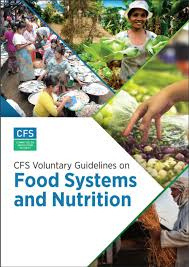 CFS
CFS Voluntary Guidelines on
Food Systems
and Nutrition